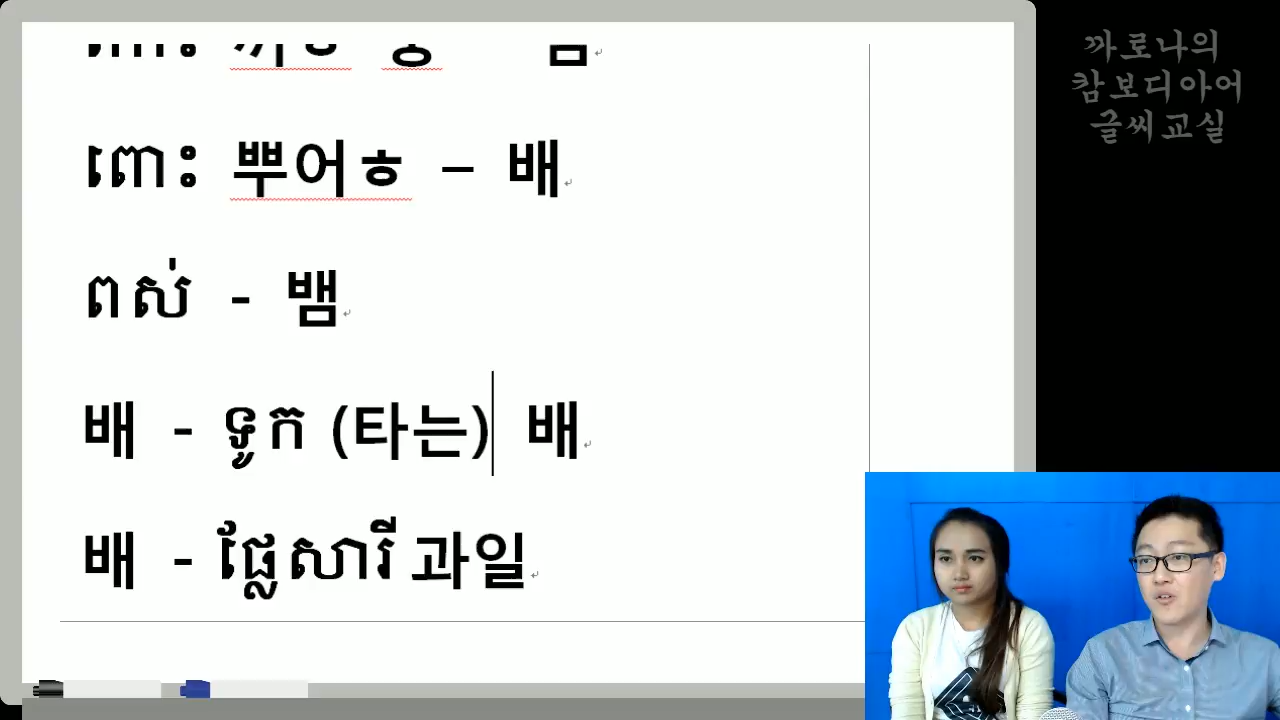 ពោះ 뿌어ㅎ – 배
ពស់ - 뱀
배 - ទូក (타는) 배
배 - ផ្លែសារី 과일
까로나의
캄보디아어
글씨교실